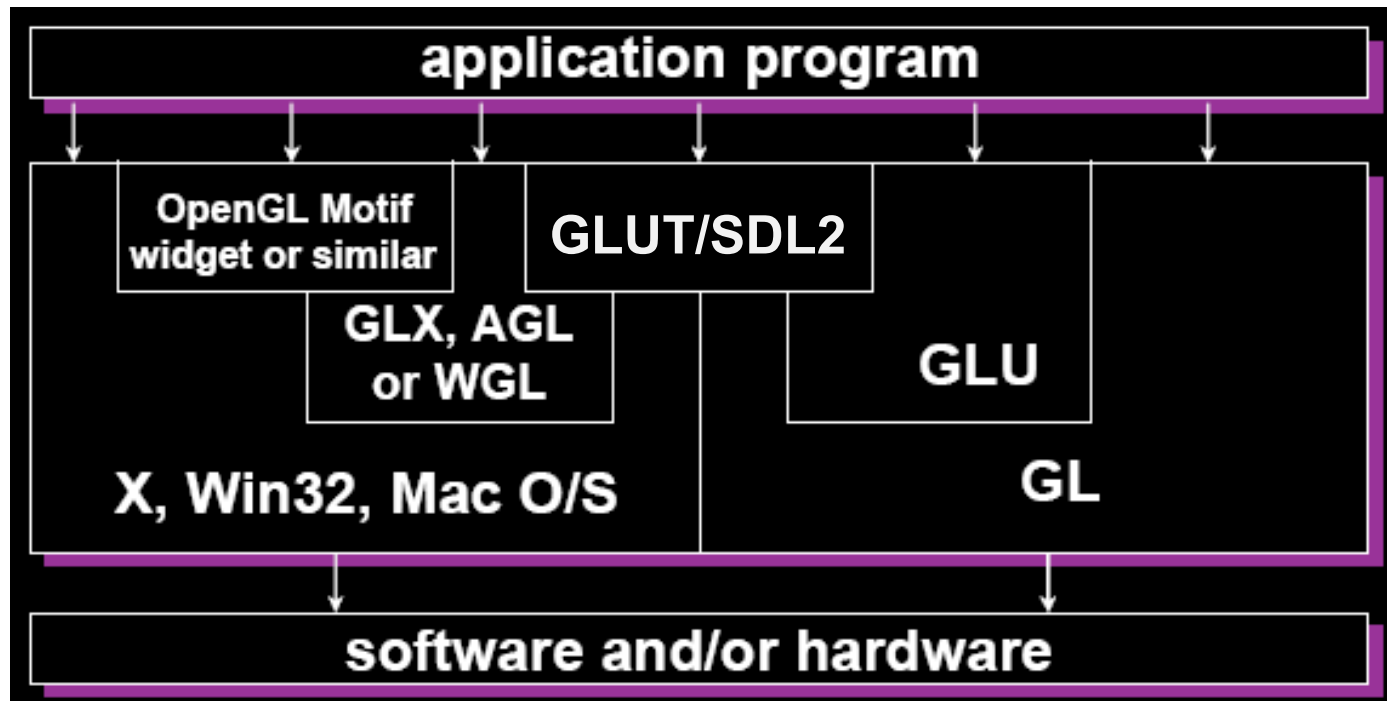 application program
OpenGL Motif
widget or similar
GLUT/SDL2
GLX, AGL
or WGL
GLU
X, Win32, Mac O/S
GL
software and/or hardware